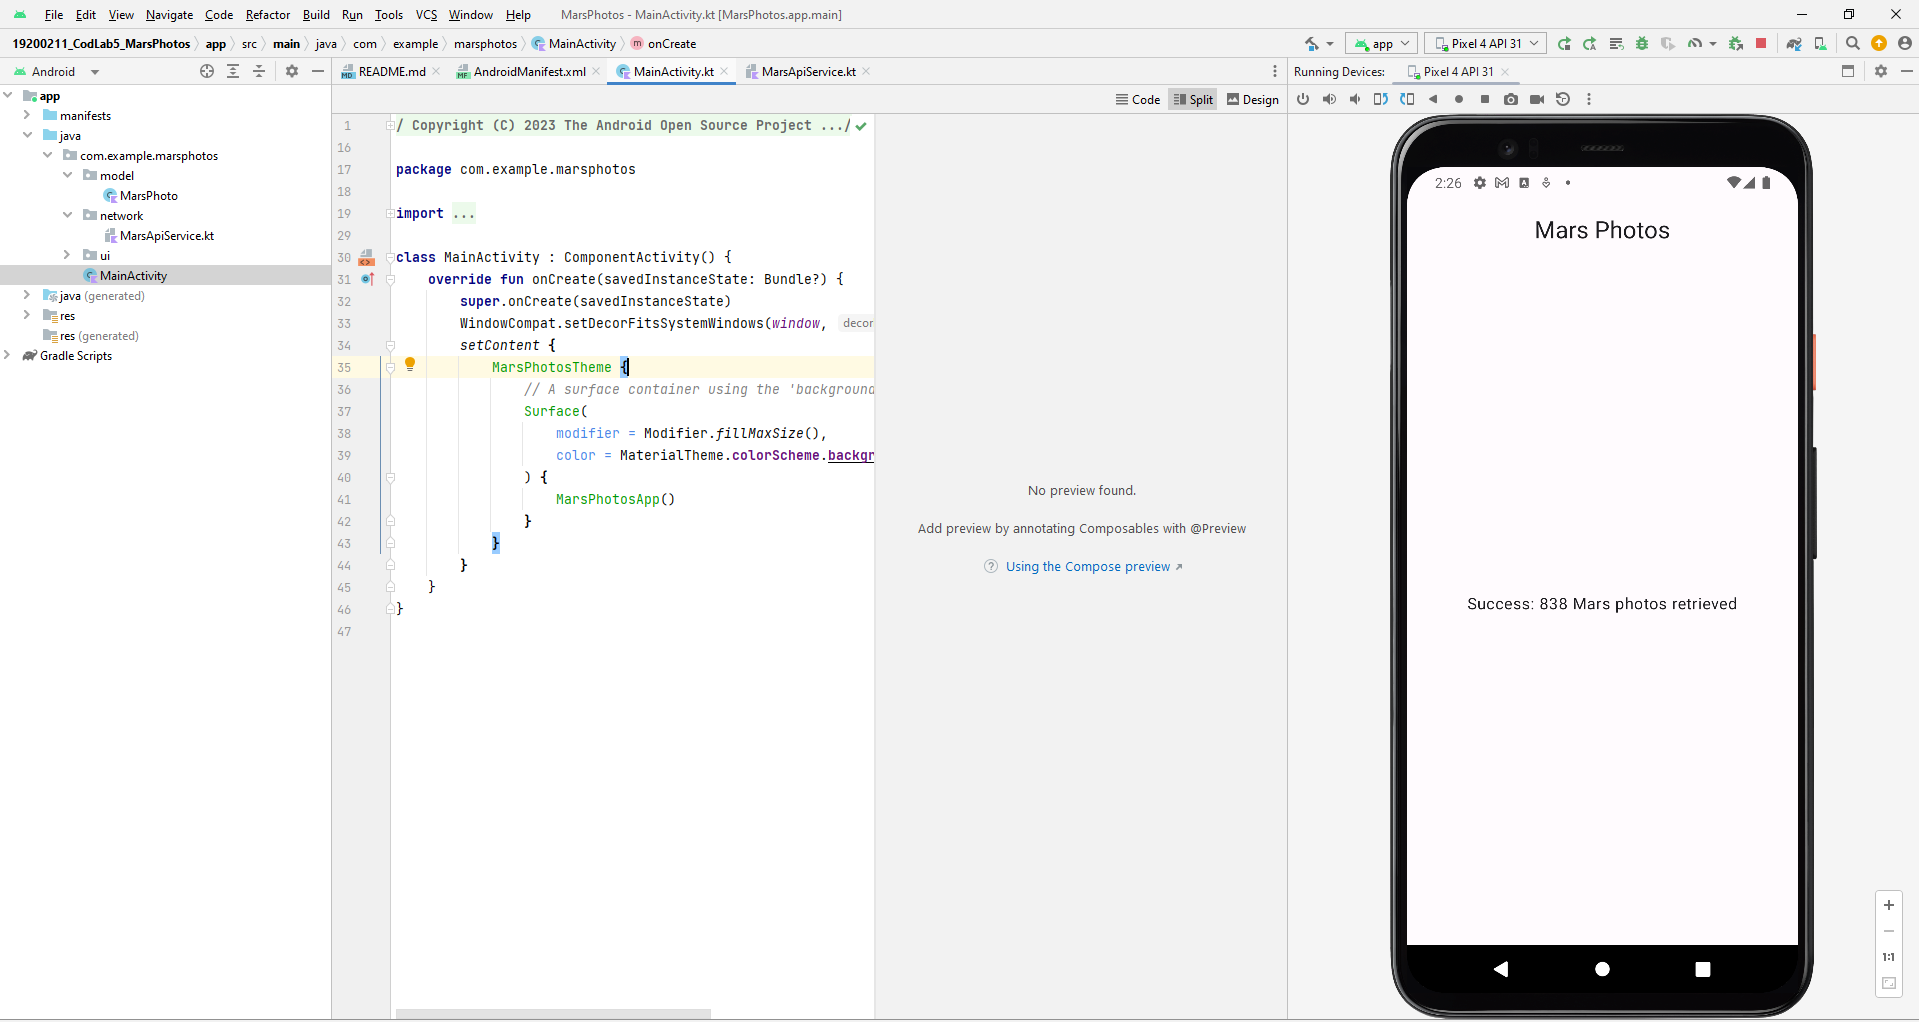 File Edit View Navigate Code Refactor Build Run Tools VCS Window Help MarsPhotos - MainActivity.kt [MarsPhotos.app.main]
19200211_CodLab5_MarsPhotos app src main java com example marsphotos MainActivity onCreate app Pixel 4 API 31
Android README.md AndroidManifest.xml MainActivity.kt MarsApiService.kt Running Devices: Pixel 4 API 31
Code Split Design
app
manifests
java
com.example.marsphotos
model
MarsPhoto
network
MarsApiService.kt
ui
MainActivity
java (generated)
res
res (generated)
Gradle Scripts
1 / Copyright (C) 2023 The Android Open Source Project .../
16
17 package com.example.marsphotos
18
19 import ...
29
30 class MainActivity : ComponentActivity() {
31 override fun onCreate(savedInstanceState: Bundle?) {
32 super.onCreate(savedInstanceState)
33 WindowCompat.setDecorFitsSystemWindows(window, decor
34 setContent {
35 MarsPhotosTheme {
36 // A surface container using the 'background
37 Surface(
38 modifier = Modifier.fillMaxSize(),
39 color = MaterialTheme.colorScheme.backgr
40 ) {
41 MarsPhotosApp()
42 }
43 }
44 }
45 }
46 }
47
No preview found.
Add preview by annotating Composables with @Preview
Using the Compose preview
2:26
Mars Photos
Success: 838 Mars photos retrieved
1:1